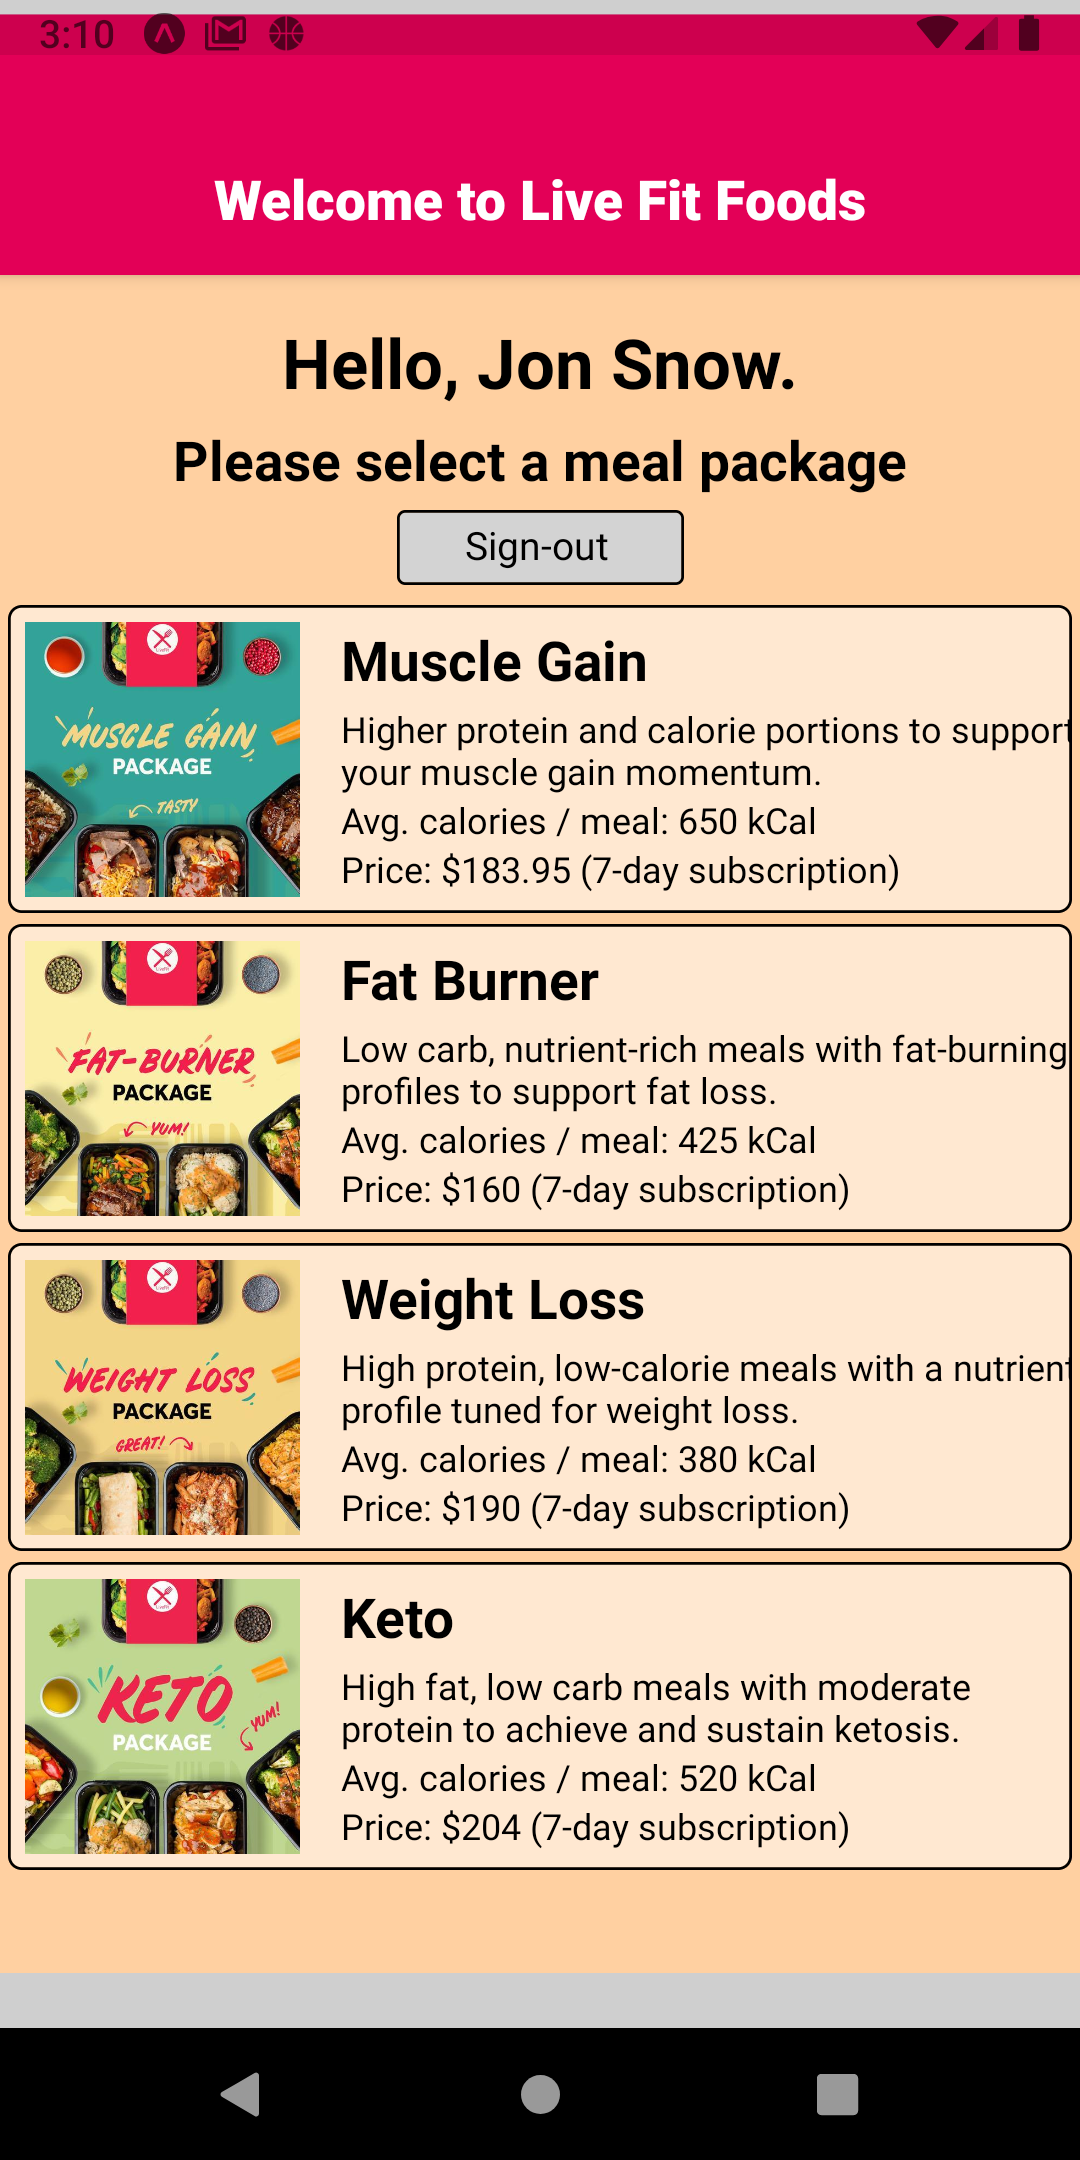 3:10
Welcome to Live Fit Foods
Hello, Jon Snow.
Please select a meal package
Sign-out
MUSCLE GAIN
PACKAGE
TASTY
Muscle Gain
Higher protein and calorie portions to support
your muscle gain momentum.
Avg. calories / meal: 650 kCal
Price: $183.95 (7-day subscription)
FAT-BURNER
PACKAGE
YUM!
Fat Burner
Low carb, nutrient-rich meals with fat-burning
profiles to support fat loss.
Avg. calories / meal: 425 kCal
Price: $160 (7-day subscription)
WEIGHT LOSS
PACKAGE
GREAT!
Weight Loss
High protein, low-calorie meals with a nutrient
profile tuned for weight loss.
Avg. calories / meal: 380 kCal
Price: $190 (7-day subscription)
KETO
PACKAGE
YUM!
Keto
High fat, low carb meals with moderate
protein to achieve and sustain ketosis.
Avg. calories / meal: 520 kCal
Price: $204 (7-day subscription)